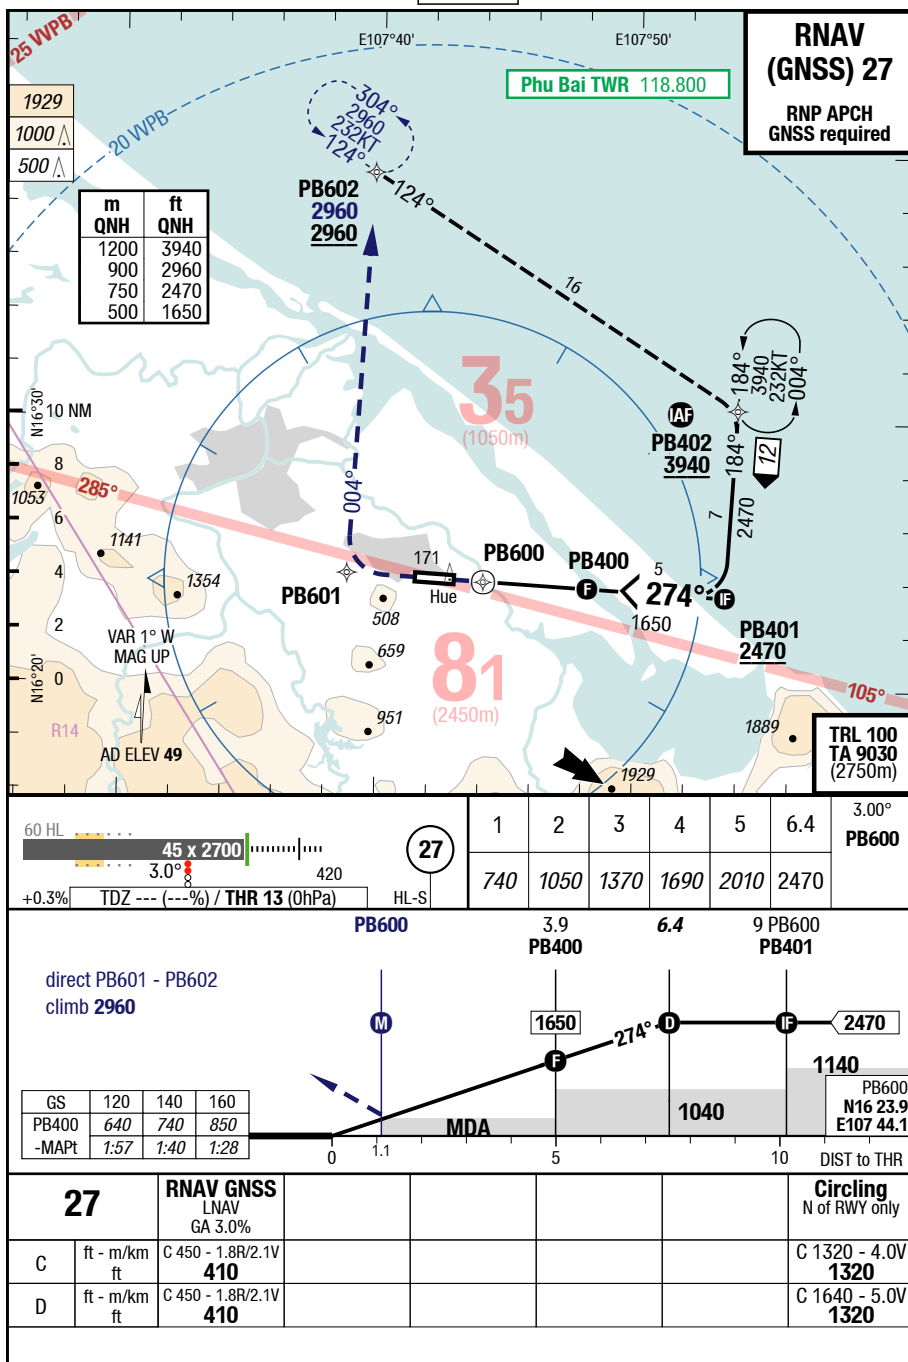 25 VVPB
E107°40'
E107°50'
RNAV
(GNSS) 27
RNP APCH
GNSS required
Phu Bai TWR 118.800
1929
1000
500
20 VVPB
304°
2960
232KT
124°
PB602
2960
2960
124°
m ft
QNH QNH
1200 3940
900 2960
750 2470
500 1650
16
184°
3940
232KT
004°
35
(1050m)
IAF
PB402
3940
184°
12
7
2470
N16°30'
10 NM
8
6
4
2
0
N16°20'
1053
285°
004°
1141
1354
171
Hue
PB600
PB400
F
5
274°
1650
IF
PB601
508
PB401
2470
VAR 1° W
MAG UP
659
81
(2450m)
105°
R14
951
1889
AD ELEV 49
1929
TRL 100
TA 9030
(2750m)
60 HL
45 x 2700
3.0°
420
+0.3%
TDZ --- (---%) / THR 13 (0hPa)
HL-S
27
1 2 3 4 5 6.4
740 1050 1370 1690 2010 2470
3.00°
PB600
PB600
3.9
PB400
6.4
9 PB600
PB401
direct PB601 - PB602
climb 2960
M
1650
F
274°
D
IF
2470
1140
1040
MDA
PB600
N16 23.9
E107 44.1
GS 120 140 160
PB400 640 740 850
-MAPt 1:57 1:40 1:28
0 1.1 5 10 DIST to THR
27
RNAV GNSS
LNAV
GA 3.0%
Circling
N of RWY only
C ft - m/km C 450 - 1.8R/2.1V C 1320 - 4.0V
ft 410 1320
D ft - m/km C 450 - 1.8R/2.1V C 1640 - 5.0V
ft 410 1320